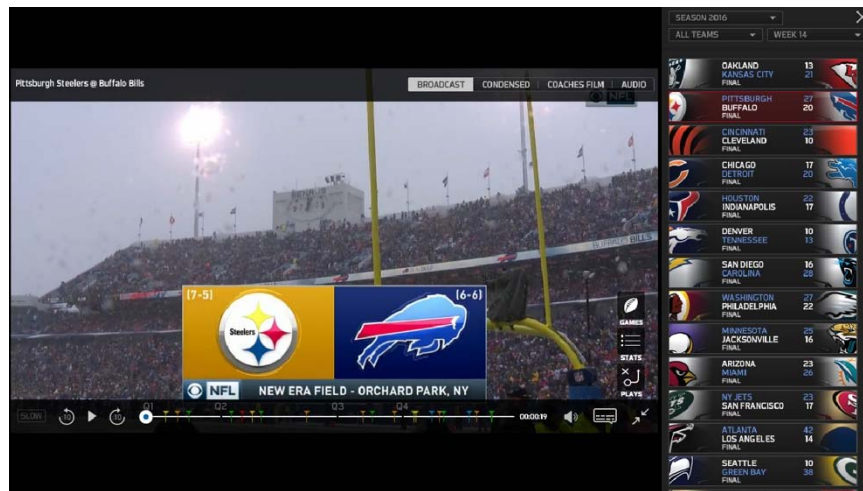 SEASON 2016
ALL TEAMS WEEK 14
Pittsburgh Steelers @ Buffalo Bills
BROADCAST CONDENSED COACHES FILM AUDIO
NFL
BUFFALO BILLS
(7-5) (6-6)
Steelers
NFL NEW ERA FIELD - ORCHARD PARK, NY
GAMES
STATS
PLAYS
SLOW 10 10 Q1 Q2 Q3 Q4 00:00:19
OAKLAND 13
KANSAS CITY 21
FINAL
PITTSBURGH 27
BUFFALO 20
FINAL
CINCINNATI 23
CLEVELAND 10
FINAL
CHICAGO 17
DETROIT 20
FINAL
HOUSTON 22
INDIANAPOLIS 17
FINAL
DENVER 10
TENNESSEE 13
FINAL
SAN DIEGO 16
CAROLINA 28
FINAL
WASHINGTON 27
PHILADELPHIA 22
FINAL
MINNESOTA 25
JACKSONVILLE 16
FINAL
ARIZONA 23
MIAMI 26
FINAL
NY JETS 23
SAN FRANCISCO 17
FINAL
ATLANTA 42
LOS ANGELES 14
FINAL
SEATTLE 10
GREEN BAY 38
FINAL